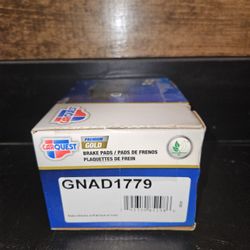 CARQUEST
PREMIUM
GOLD
BRAKE PADS / PADS DE FRENOS
PLAQUETTES DE FREIN
GNAD1779